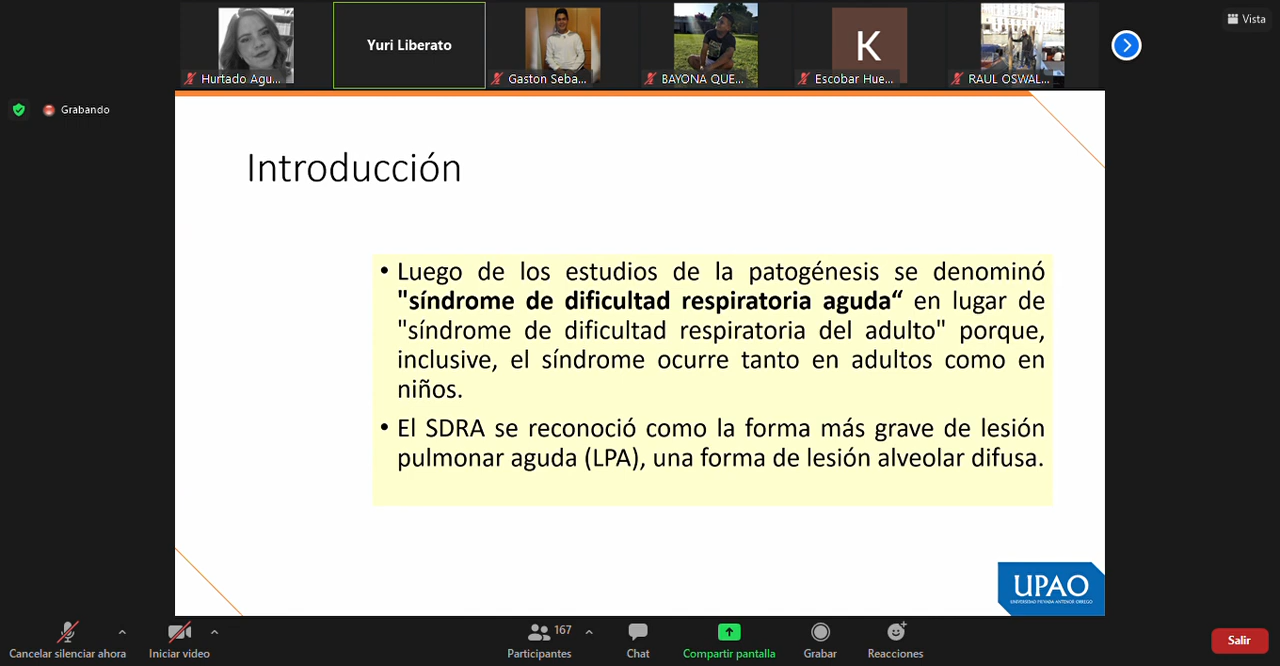 Vista
Hurtado Agu...
Yuri Liberato
Gaston Seba...
BAYONA QUE...
K
Escobar Hue...
RAUL OSWAL...
Grabando
Introducción
• Luego de los estudios de la patogénesis se denominó
"síndrome de dificultad respiratoria aguda“ en lugar de
"síndrome de dificultad respiratoria del adulto" porque,
inclusive, el síndrome ocurre tanto en adultos como en
niños.
• El SDRA se reconoció como la forma más grave de lesión
pulmonar aguda (LPA), una forma de lesión alveolar difusa.
UPAO
UNIVERSIDAD PRIVADA ANTENOR ORREGO
Cancelar silenciar ahora
Iniciar video
167
Participantes
Chat
Compartir pantalla
Grabar
Reacciones
Salir